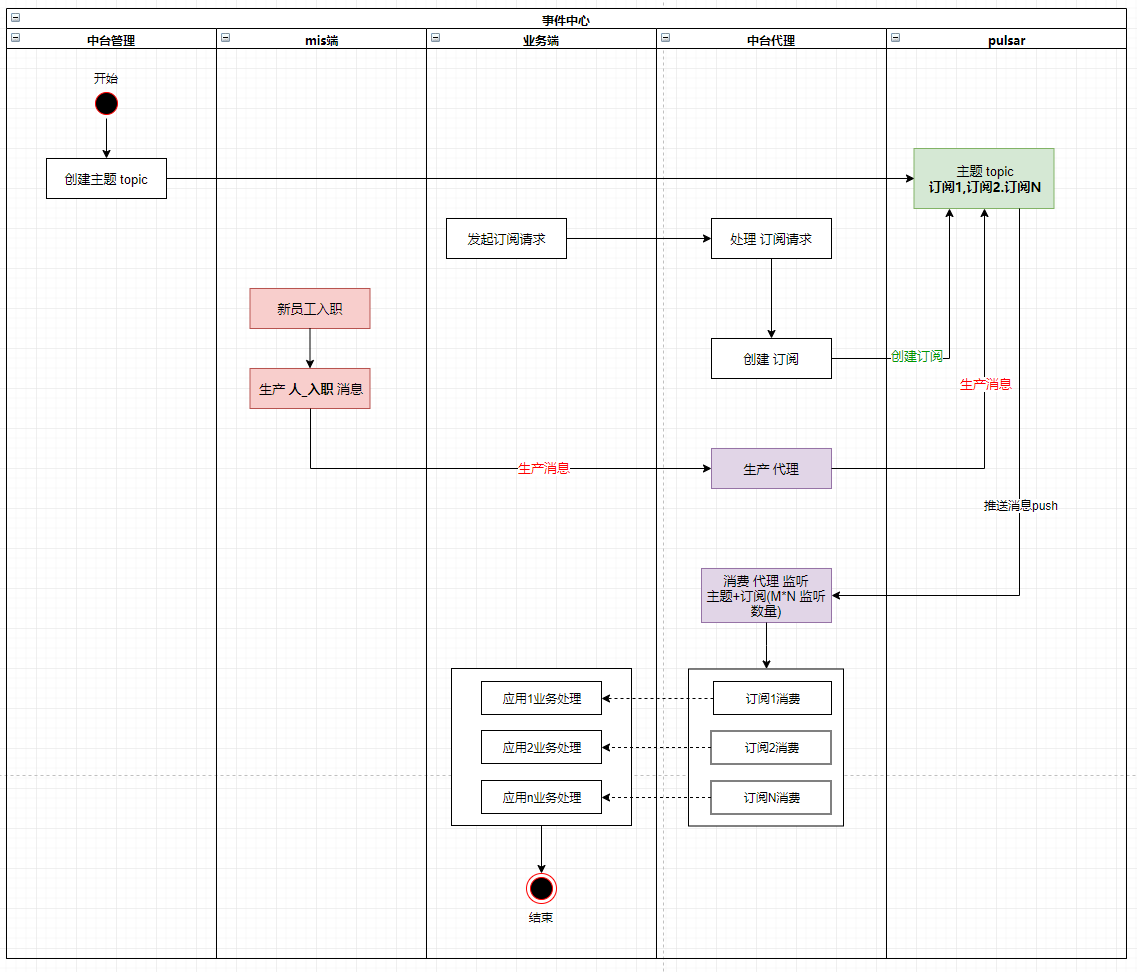 事件中心
中台管理
mis端
业务端
中台代理
pulsar
开始
创建主题 topic
主题 topic
订阅1,订阅2.订阅N
发起订阅请求
处理 订阅请求
新员工入职
创建 订阅
创建订阅
生产 人_入职 消息
生产消息
生产消息
生产 代理
推送消息push
消费 代理 监听
主题+订阅(M*N 监听
数量)
应用1业务处理
订阅1消费
应用2业务处理
订阅2消费
应用n业务处理
订阅N消费
结束